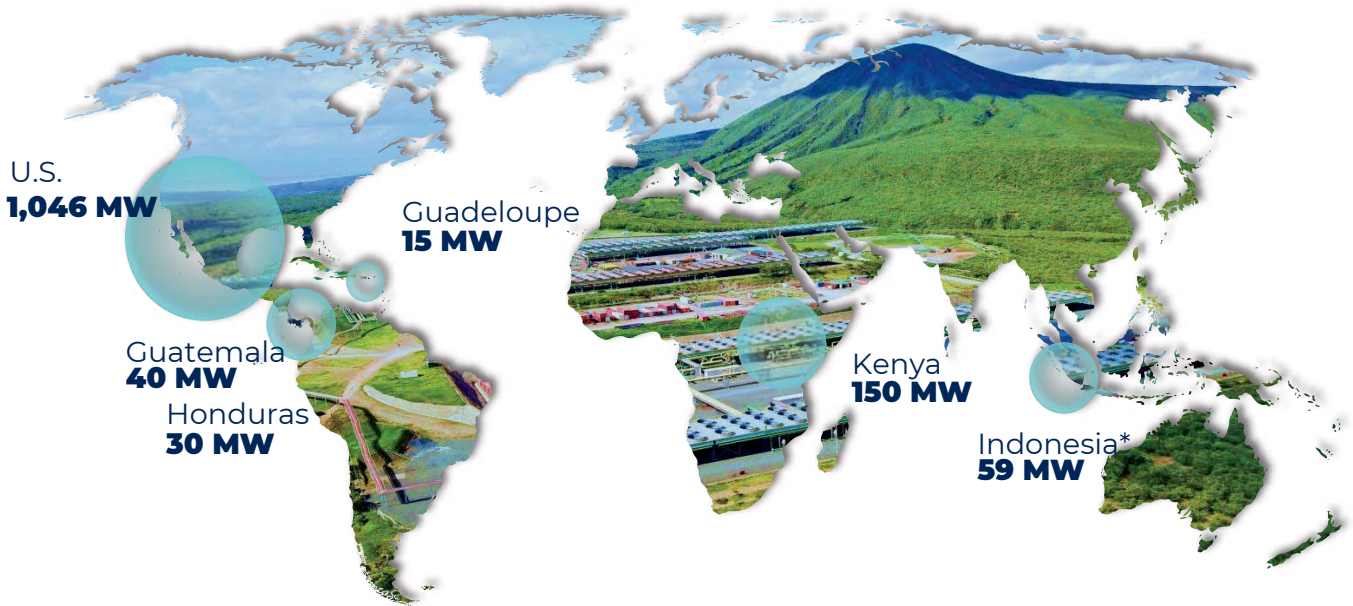 U.S.
1,046 MW
Guadeloupe
15 MW
Guatemala
40 MW
Honduras
30 MW
Kenya
150 MW
Indonesia*
59 MW